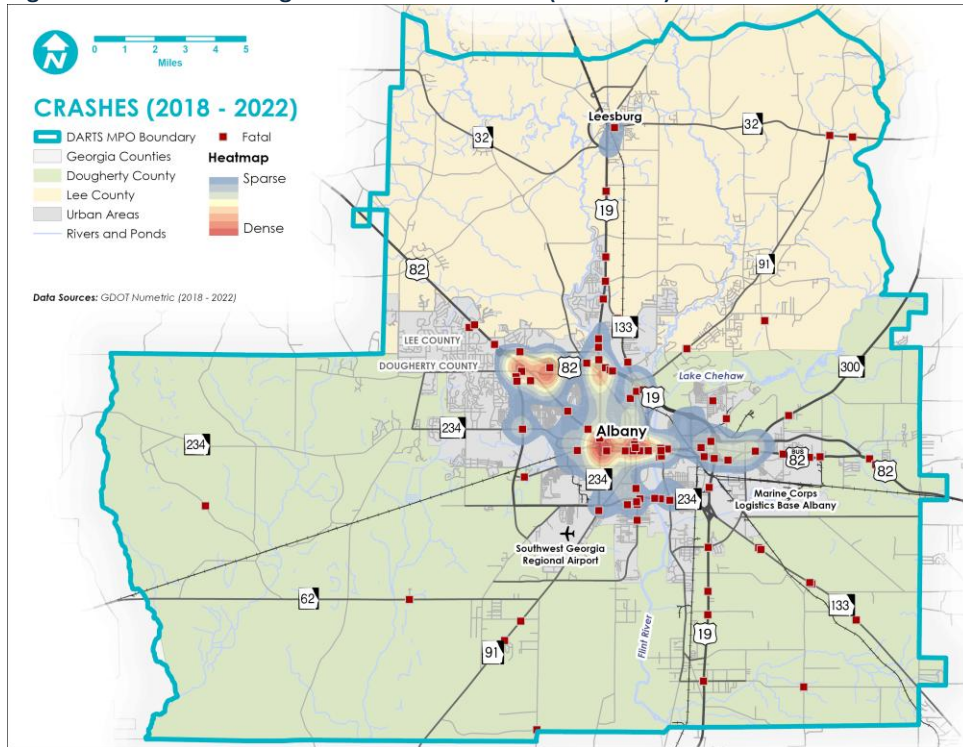 0 1 2 3 4 5
Miles
N
CRASHES (2018 - 2022)
DARTS MPO Boundary
Georgia Counties
Dougherty County
Lee County
Urban Areas
Rivers and Ponds
Fatal
Heatmap
Sparse
Dense
Data Sources: GDOT Numetric (2018 - 2022)
Leesburg
32
32
19
82
91
133
LEE COUNTY
DOUGHERTY COUNTY
82
Lake Chehaw
300
19
234
234
Albany
BUS
82
82
234
234
Marine Corps
Logistics Base Albany
Southwest Georgia
Regional Airport
62
133
91
19
Flint River